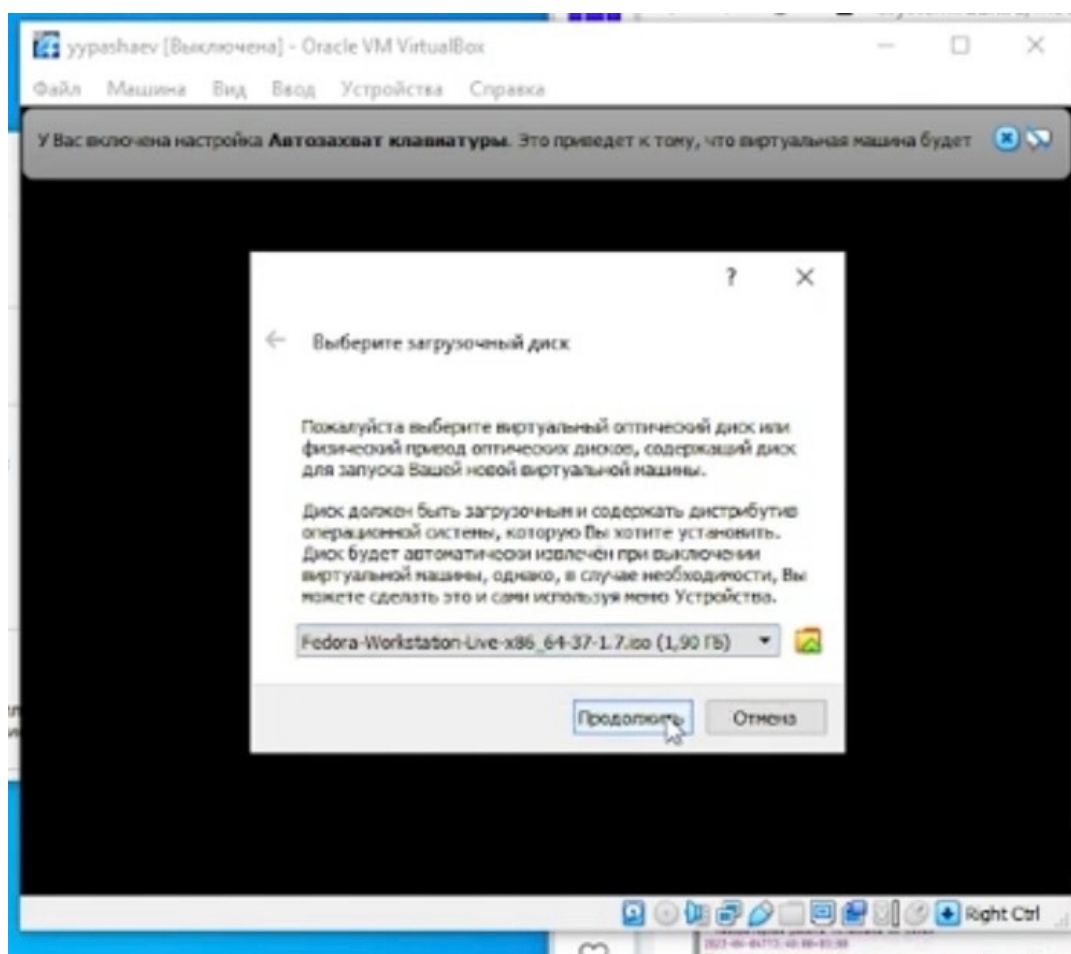 yypashaev [Выключена] - Oracle VM VirtualBox
Файл Машина Вид Ввод Устройства Справка
У Вас включена настройка Автозахват клавиатуры. Это приведет к тому, что виртуальная машина будет
Выберите загрузочный диск
Пожалуйста выберите виртуальный оптический диск или
физический привод оптических дисков, содержащий диск
для запуска Вашей новой виртуальной машины.
Диск должен быть загрузочным и содержать дистрибутив
операционной системы, которую Вы хотите установить.
Диск будет автоматически извлечён при выключении
виртуальной машины, однако, в случае необходимости, Вы
можете сделать это и сами используя меню Устройства.
Fedora-Workstation-Live-x86_64-37-1.7.iso (1,90 ГБ)
Продолжить Отмена
Right Ctrl